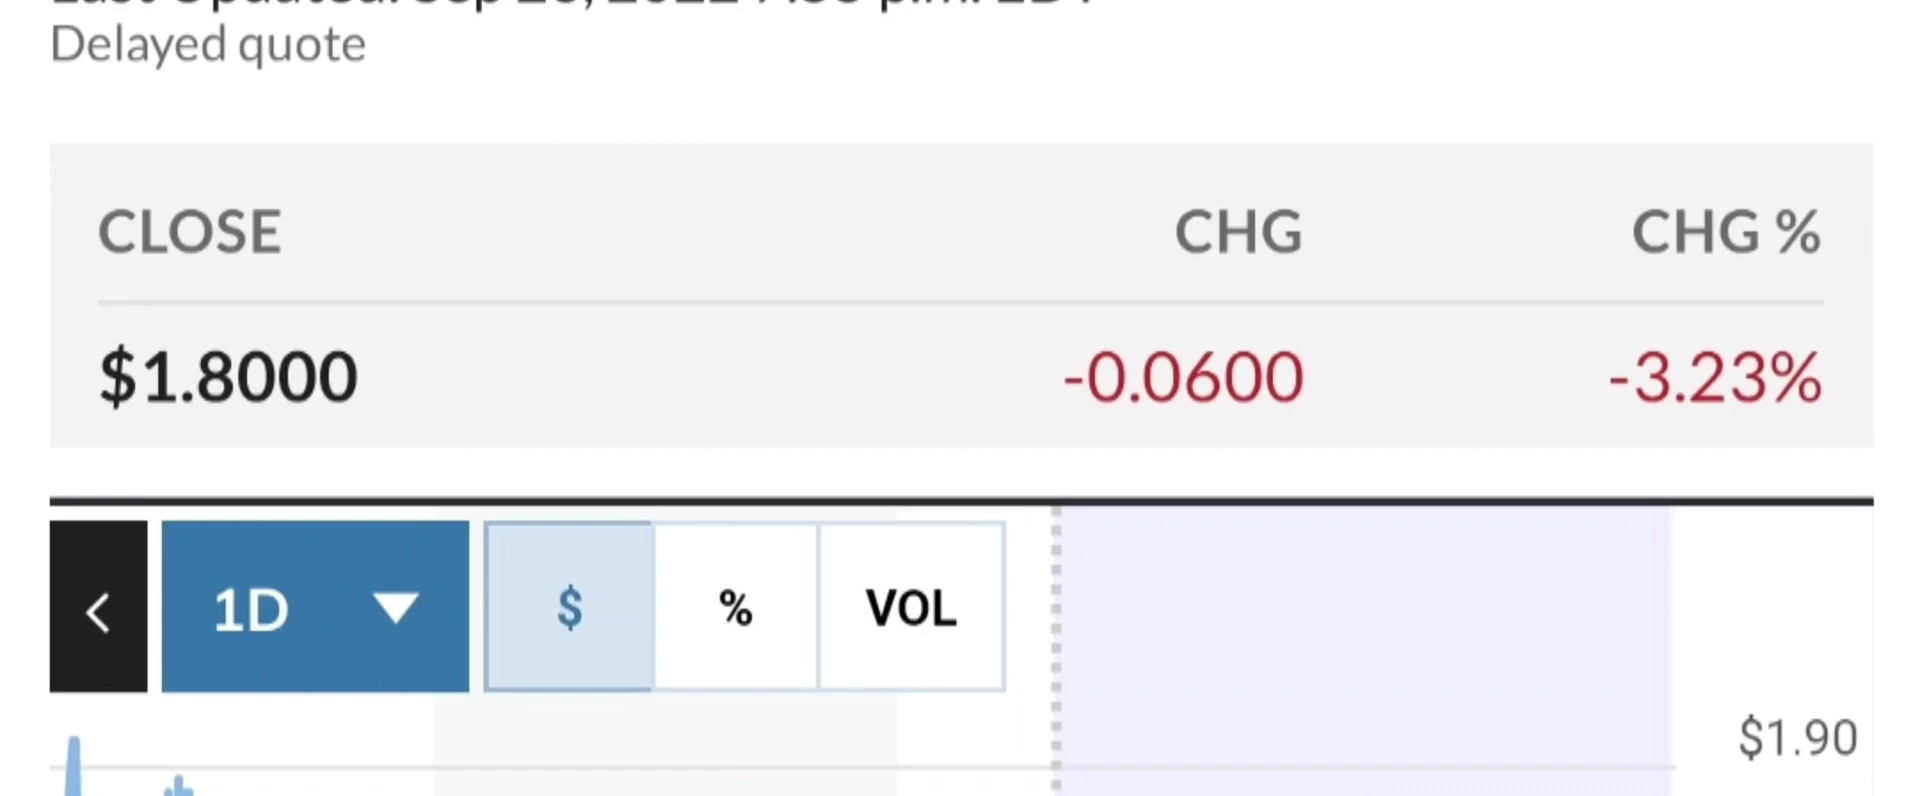 Delayed quote
CLOSE CHG CHG %
$1.8000 -0.0600 -3.23%
1D $ % VOL
$1.90